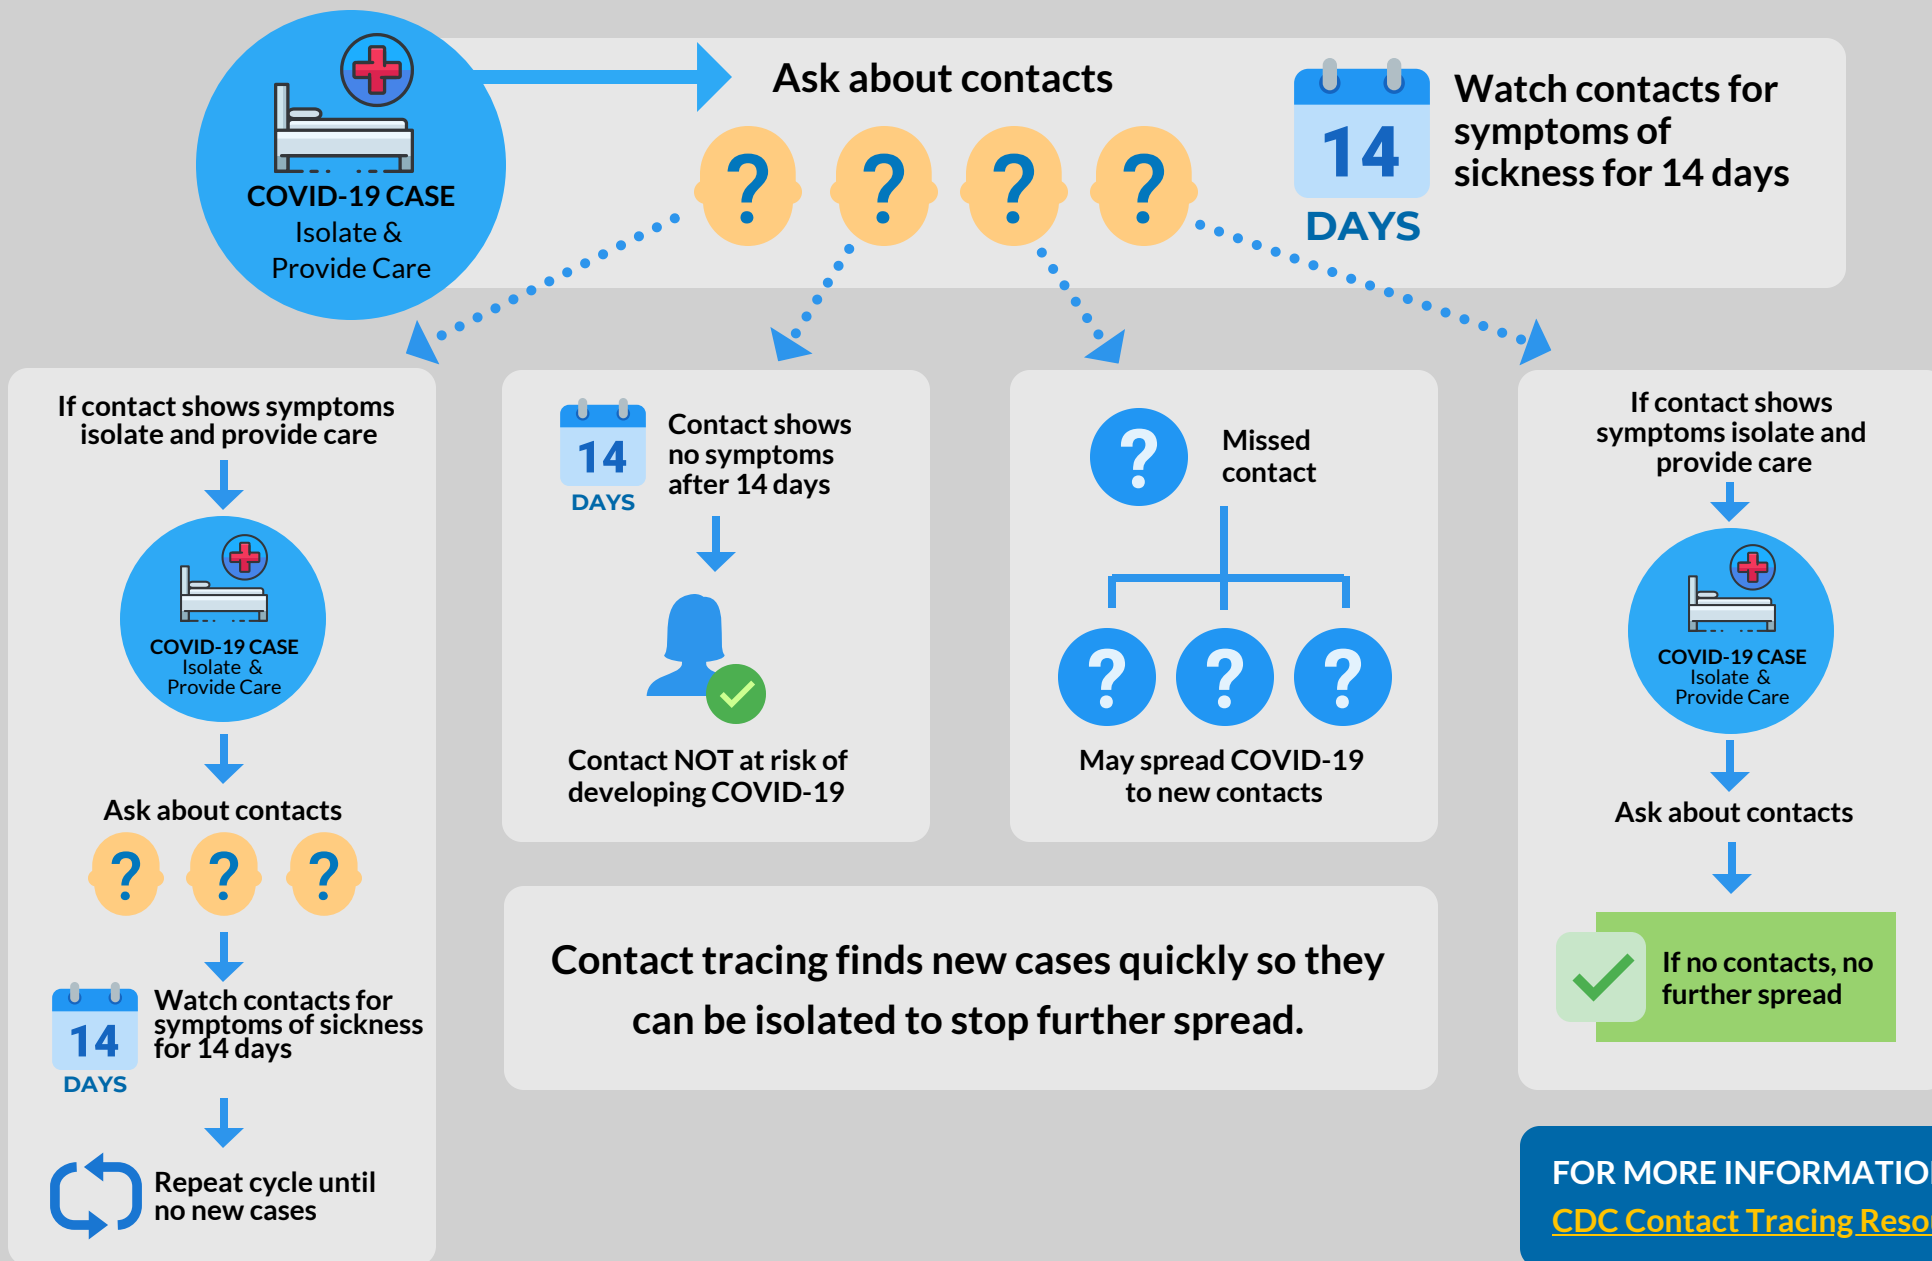 COVID-19 CASE
Isolate &
Provide Care
Ask about contacts
?
?
?
?
14
DAYS
Watch contacts for
symptoms of
sickness for 14 days
If contact shows symptoms
isolate and provide care
COVID-19 CASE
Isolate &
Provide Care
Ask about contacts
?
?
?
14
DAYS
Watch contacts for
symptoms of sickness
for 14 days
Repeat cycle until
no new cases
14
DAYS
Contact shows
no symptoms
after 14 days
Contact NOT at risk of
developing COVID-19
?
Missed
contact
?
?
?
May spread COVID-19
to new contacts
Contact tracing finds new cases quickly so they
can be isolated to stop further spread.
If contact shows
symptoms isolate and
provide care
COVID-19 CASE
Isolate &
Provide Care
Ask about contacts
If no contacts, no
further spread
FOR MORE
CDC Contact Tracing